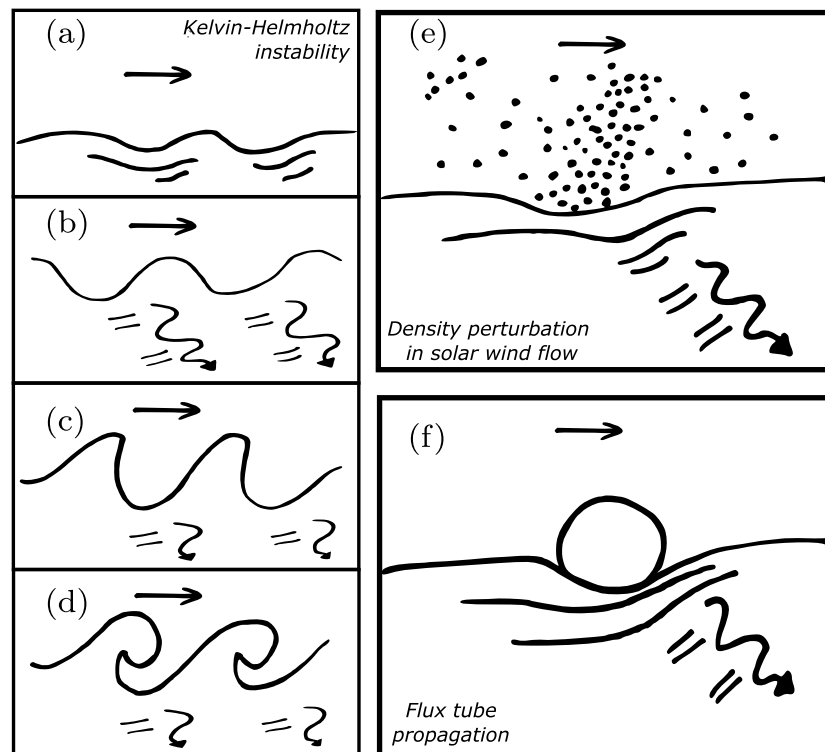 (a)
Kelvin-Helmholtz
instability
(b)
(c)
(d)
(e)
Density perturbation
in solar wind flow
(f)
Flux tube
propagation